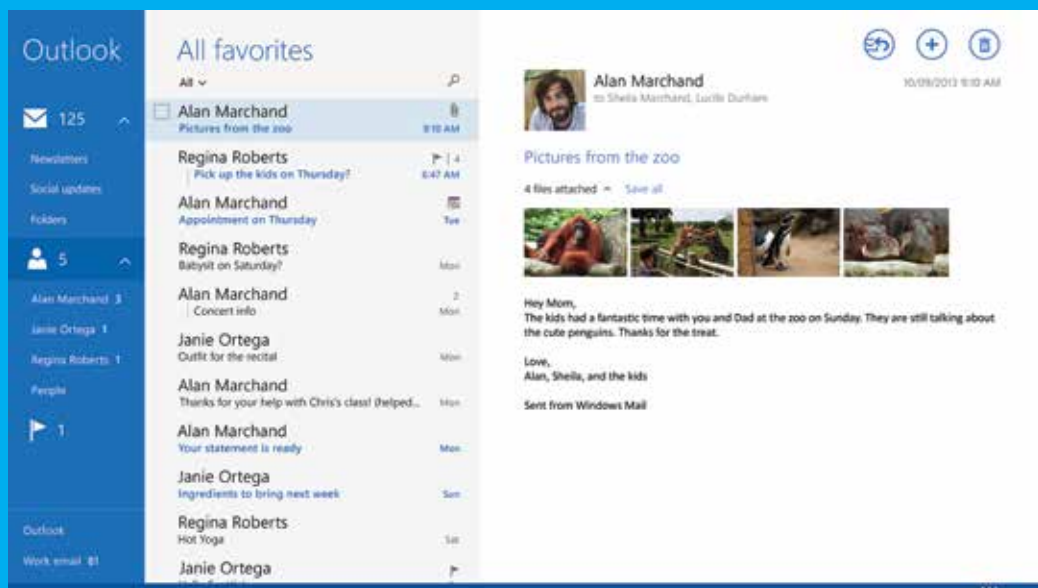 Outlook
125
Newsletters
Social updates
Folders
5
Alan Marchand 3
Janie Ortega 1
Regina Roberts 1
People
1
Outlook
Work email 81
All favorites
All
Alan Marchand
Pictures from the zoo 9:10 AM
Regina Roberts 4
Pick up the kids on Thursday? 6:47 AM
Alan Marchand
Appointment on Thursday Tue
Regina Roberts
Babysit on Saturday? Mon
Alan Marchand 2
Concert info Mon
Janie Ortega
Outfit for the recital Mon
Alan Marchand
Thanks for your help with Chris's class! (helped... Mon
Alan Marchand
Your statement is ready Mon
Janie Ortega
Ingredients to bring next week Sun
Regina Roberts
Hot Yoga Sat
Janie Ortega
Alan Marchand 10/09/2013 9:10 AM
to Sheila Marchand, Lucile Durham
Pictures from the zoo
4 files attached Save all
Hey Mom,
The kids had a fantastic time with you and Dad at the zoo on Sunday. They are still talking about
the cute penguins. Thanks for the treat.
Love,
Alan, Sheila, and the kids
Sent from Windows Mail